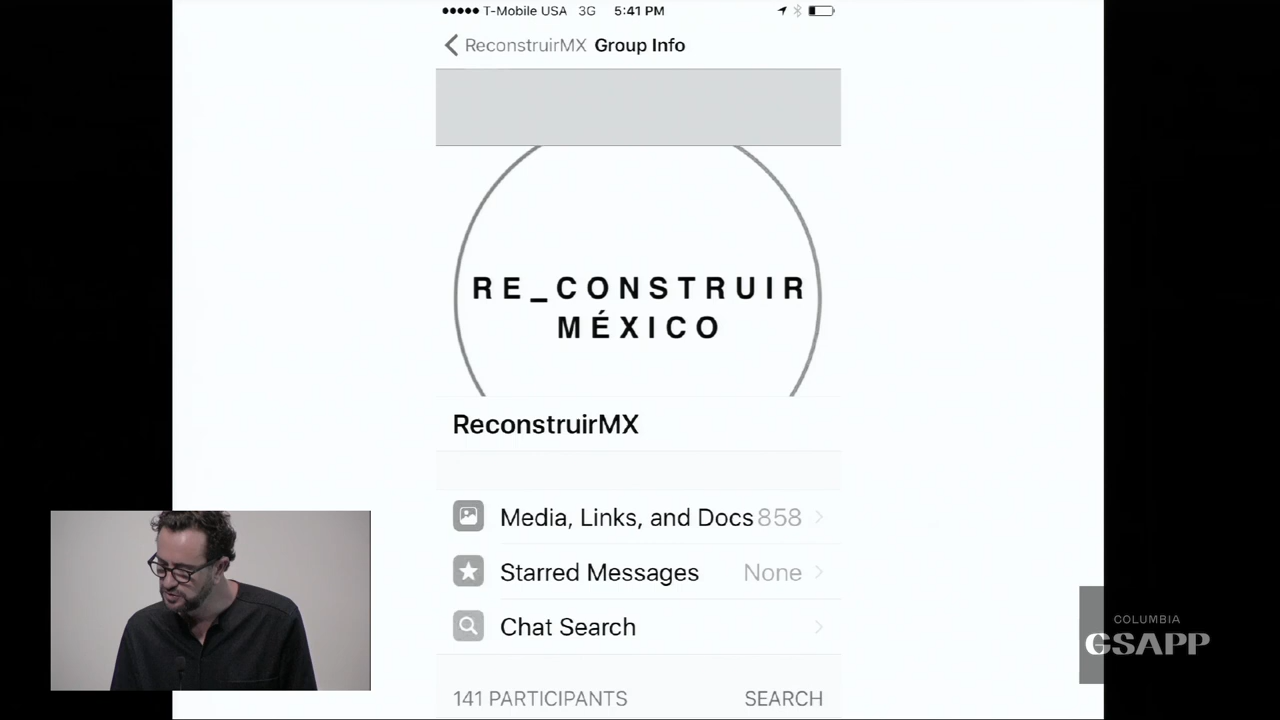 ●●●●● T-Mobile USA 3G 5:41 PM
ReconstruirMX Group Info
RE_CONSTRUIR
MÉXICO
ReconstruirMX
Media, Links, and Docs 858
Starred Messages None
Chat Search
141 PARTICIPANTS SEARCH
COLUMBIA
GSAPP